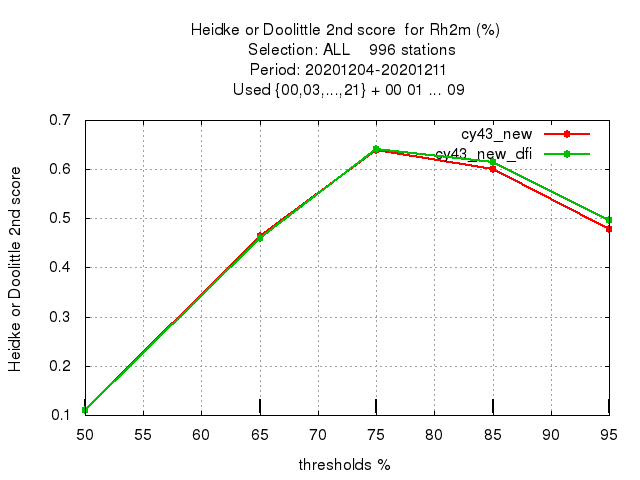 Heidke or Doolittle 2nd score  for Rh2m (%)
Selection: ALL    996 stations
Period: 20201204-20201211
Used {00,03,...,21} + 00 01 ... 09
Heidke or Doolittle 2nd score
0.7
0.6
0.5
0.4
0.3
0.2
0.1
cy43_new
cy43_new_dfi
50 55 60 65 70 75 80 85 90 95
thresholds %